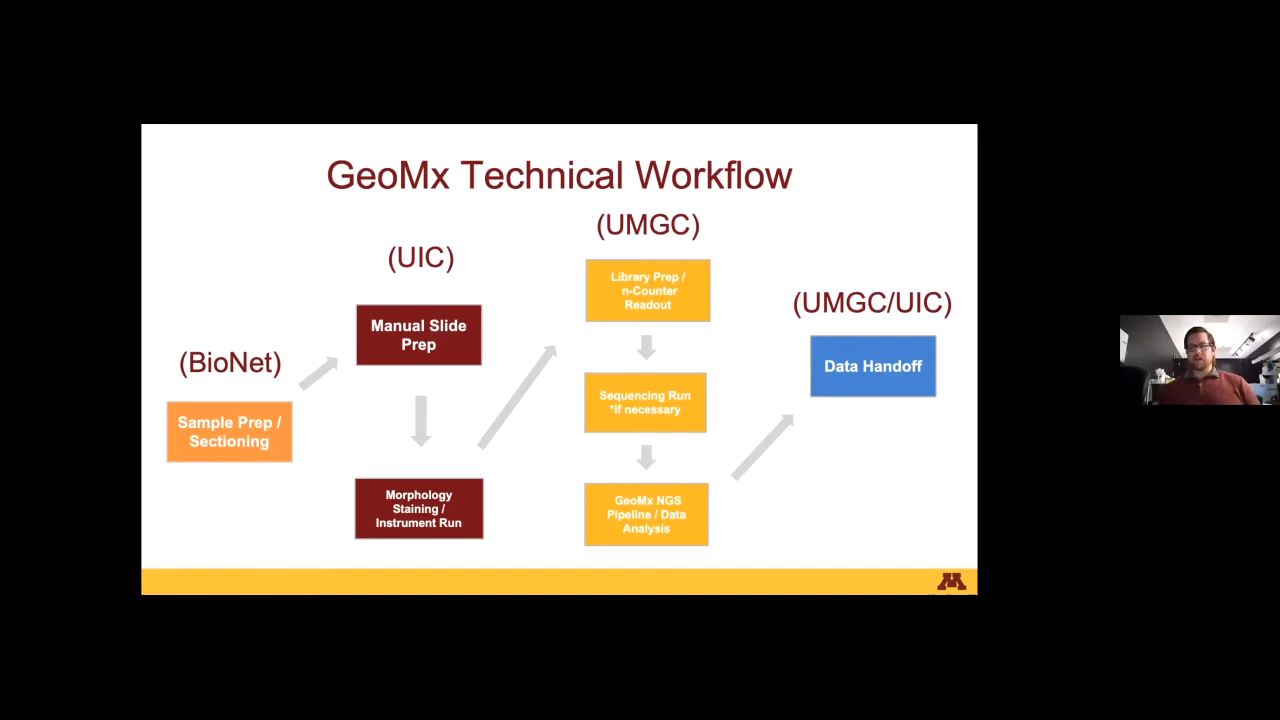 GeoMx Technical Workflow
(BioNet)
Sample Prep /
Sectioning
(UIC)
Manual Slide
Prep
Morphology
Staining /
Instrument Run
(UMGC)
Library Prep /
n-Counter
Readout
Sequencing Run
*if necessary
GeoMx NGS
Pipeline / Data
Analysis
(UMGC/UIC)
Data Handoff
M